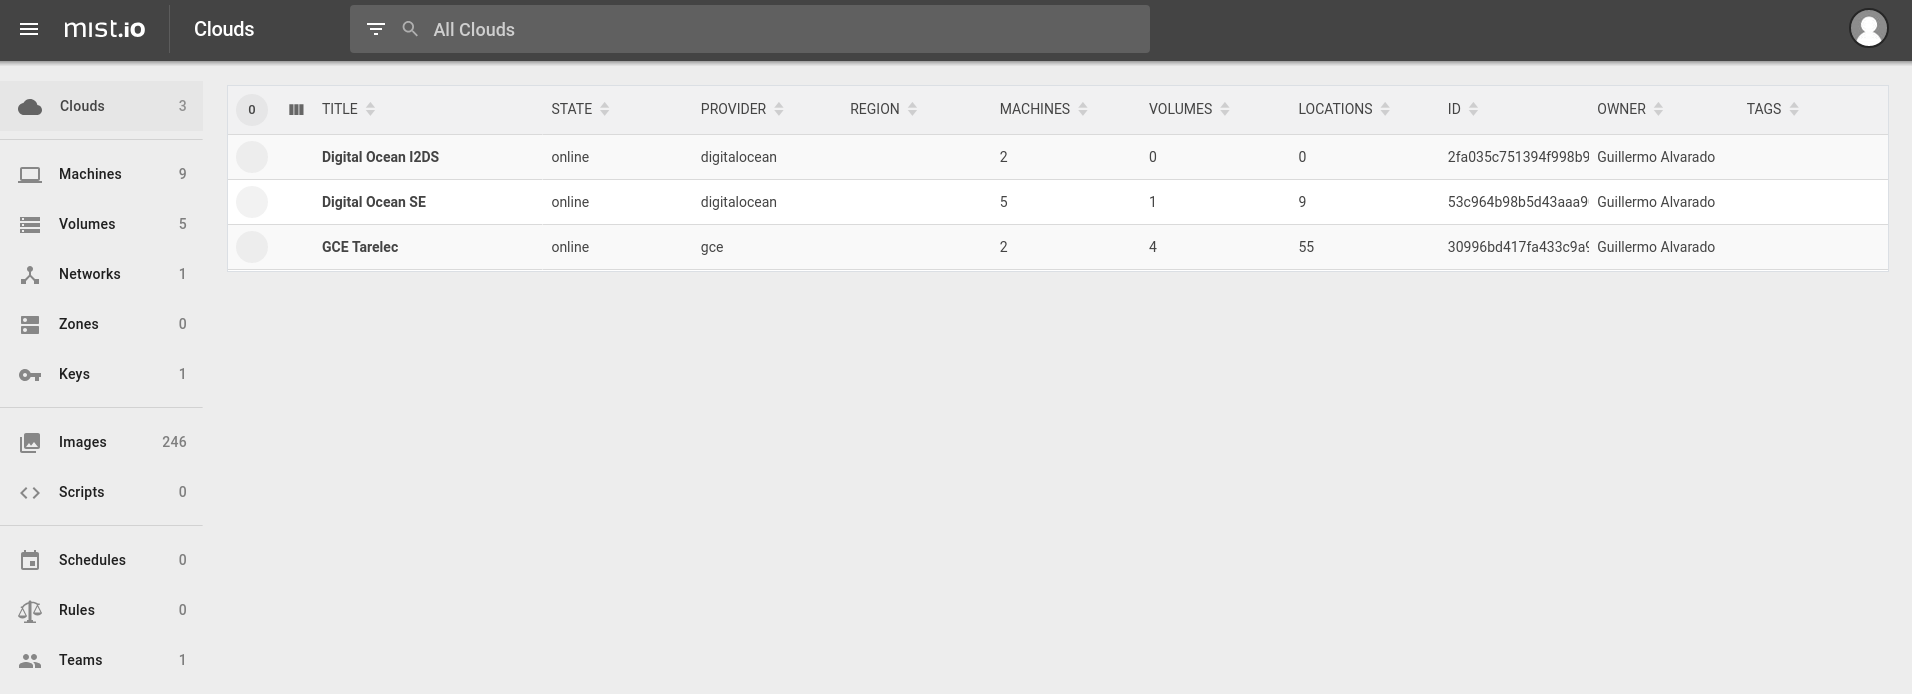 mist.io Clouds All Clouds
Clouds 3
Machines 9
Volumes 5
Networks 1
Zones 0
Keys 1
Images 246
Scripts 0
Schedules 0
Rules 0
Teams 1
0 TITLE STATE PROVIDER REGION MACHINES VOLUMES LOCATIONS ID OWNER TAGS
Digital Ocean I2DS online digitalocean 2 0 0 2fa035c751394f998b9 Guillermo Alvarado
Digital Ocean SE online digitalocean 5 1 9 53c964b98b5d43aaa9 Guillermo Alvarado
GCE Tarelec online gce 2 4 55 30996bd417fa433c9a9 Guillermo Alvarado